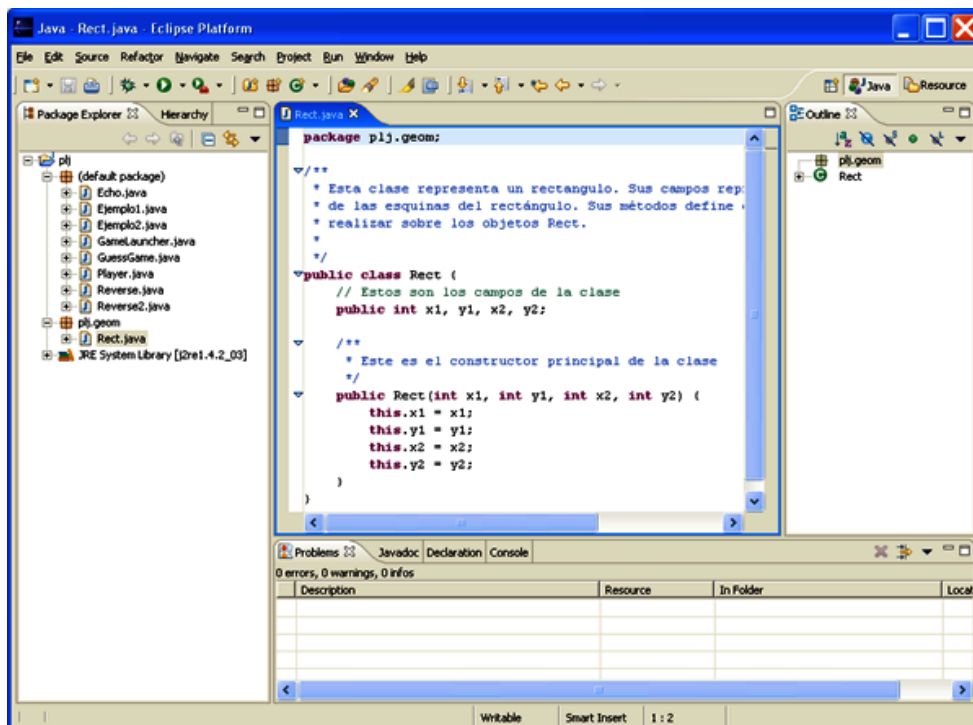 Java - Rect.java - Eclipse Platform
File Edit Source Refactor Navigate Search Project Run Window Help
Java Resource
Package Explorer Hierarchy
plj
(default package)
Echo.java
Ejemplo1.java
Ejemplo2.java
GameLauncher.java
GuessGame.java
Player.java
Reverse.java
Reverse2.java
plj.geom
Rect.java
JRE System Library [j2re1.4.2_03]
Rect.java
package plj.geom;
/**
* Esta clase representa un rectangulo. Sus campos rep
* de las esquinas del rectángulo. Sus métodos define
* realizar sobre los objetos Rect.
*
*/
public class Rect {
// Estos son los campos de la clase
public int x1, y1, x2, y2;
/**
* Este es el constructor principal de la clase
*/
public Rect(int x1, int y1, int x2, int y2) {
this.x1 = x1;
this.y1 = y1;
this.x2 = x2;
this.y2 = y2;
}
}
Outline
plj.geom
Rect
Problems Javadoc Declaration Console
0 errors, 0 warnings, 0 infos
Description Resource In Folder Locat
Writable Smart Insert 1 : 2